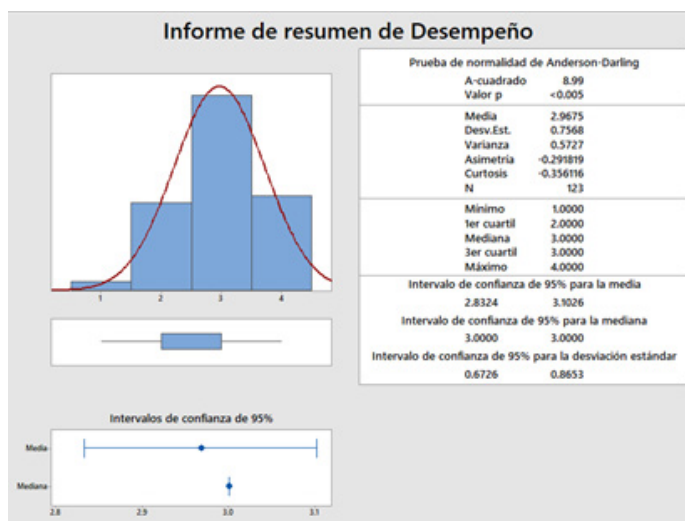 Informe de resumen de Desempeño
Prueba de normalidad de Anderson-Darling
A-cuadrado 8.99
Valor p <0.005
Media 2.9675
Desv.Est. 0.7568
Varianza 0.5727
Asimetría -0.291819
Curtosis -0.356116
N 123
Mínimo 1.0000
1er cuartil 2.0000
Mediana 3.0000
3er cuartil 3.0000
Máximo 4.0000
Intervalo de confianza de 95% para la media
2.8324 3.1026
Intervalo de confianza de 95% para la mediana
3.0000 3.0000
Intervalo de confianza de 95% para la desviación estándar
0.6726 0.8653
1 2 3 4
Intervalos de confianza de 95%
Media
Mediana
2.8 2.9 3.0 3.1